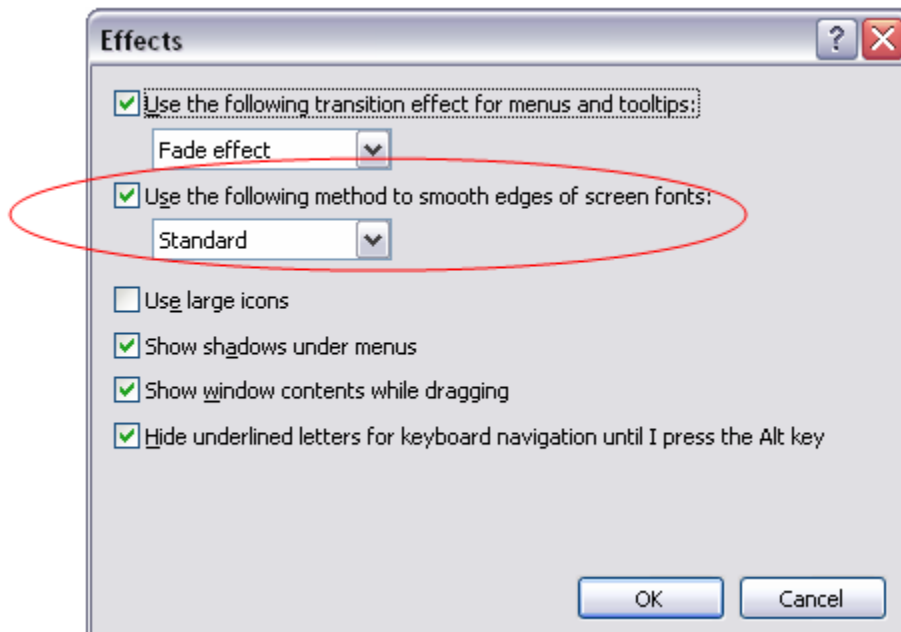 Effects
Use the following transition effect for menus and tooltips:
Fade effect
Use the following method to smooth edges of screen fonts:
Standard
Use large icons
Show shadows under menus
Show window contents while dragging
Hide underlined letters for keyboard navigation until I press the Alt key
OK Cancel